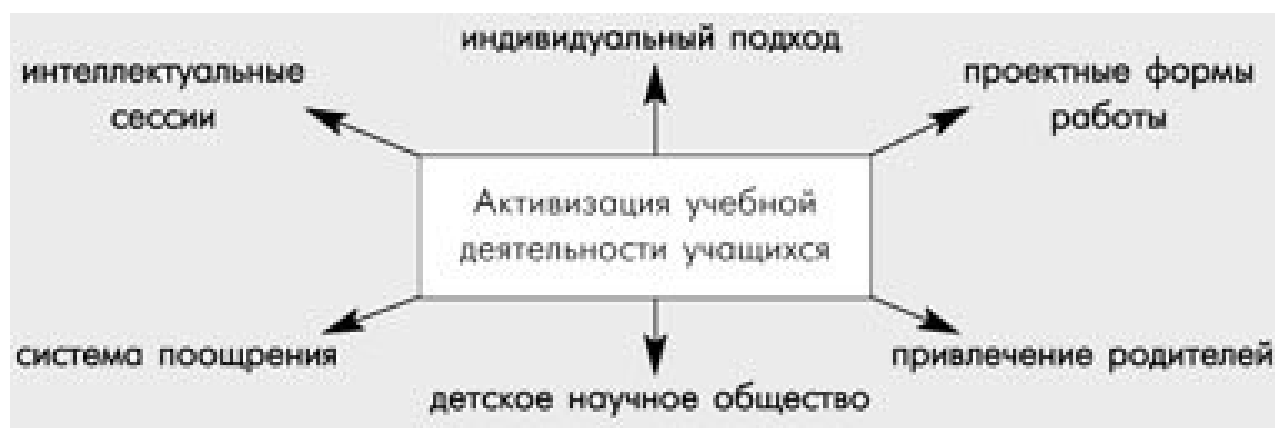 индивидуальный подход
интеллектуальные
сессии
проектные формы
работы
Активизация учебной
деятельности учащихся
система поощрения
привлечение родителей
детское научное общество